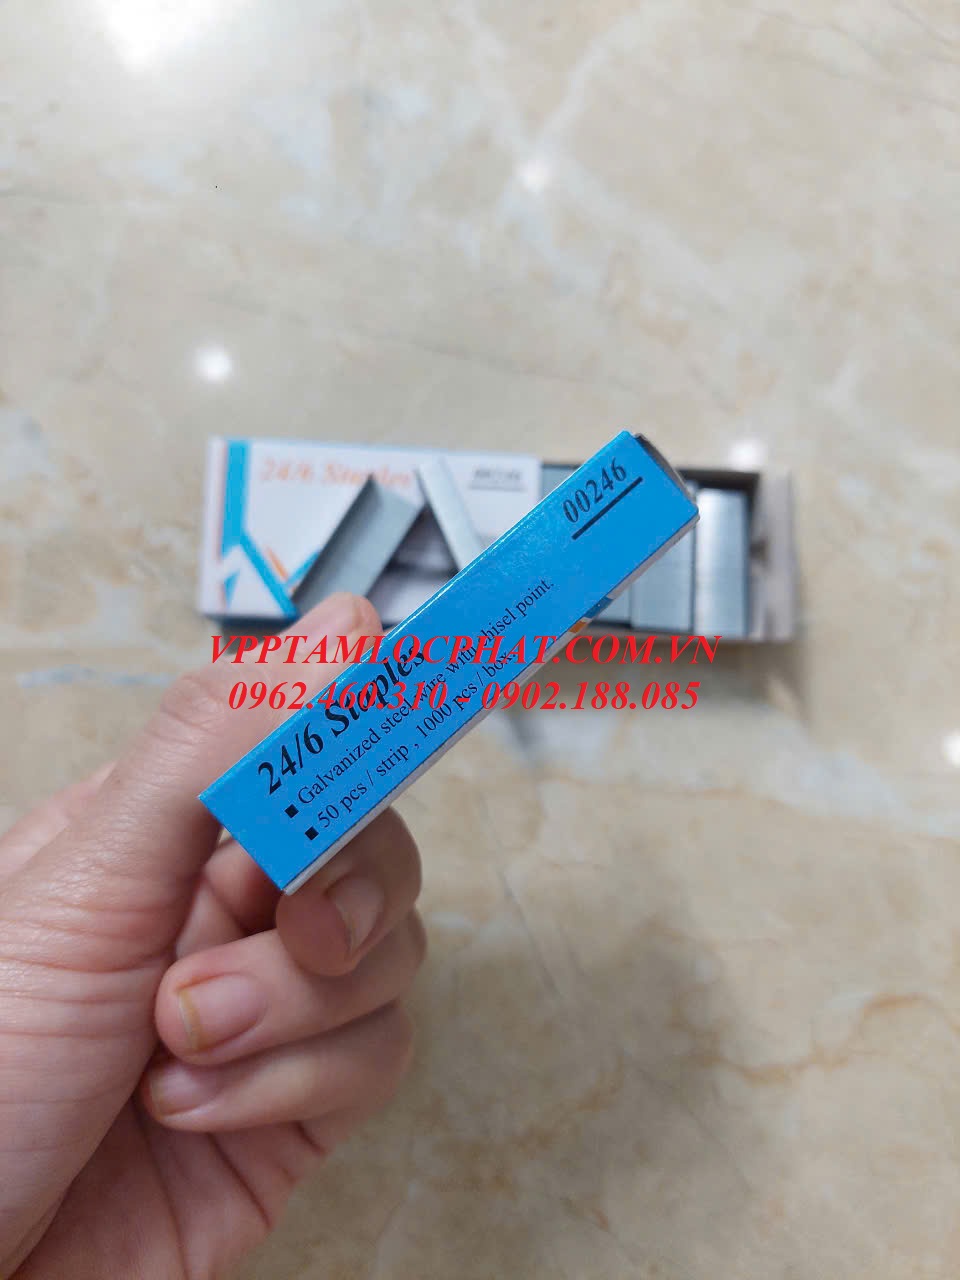 24/6 Staples
00246
VPPTAMLOCPHAT.COM.VN
0962.460.310 - 0902.188.085
24/6 Staples
■ Galvanized steel wire with chisel point.
■ 50 pcs / strip , 1000 pcs / box.